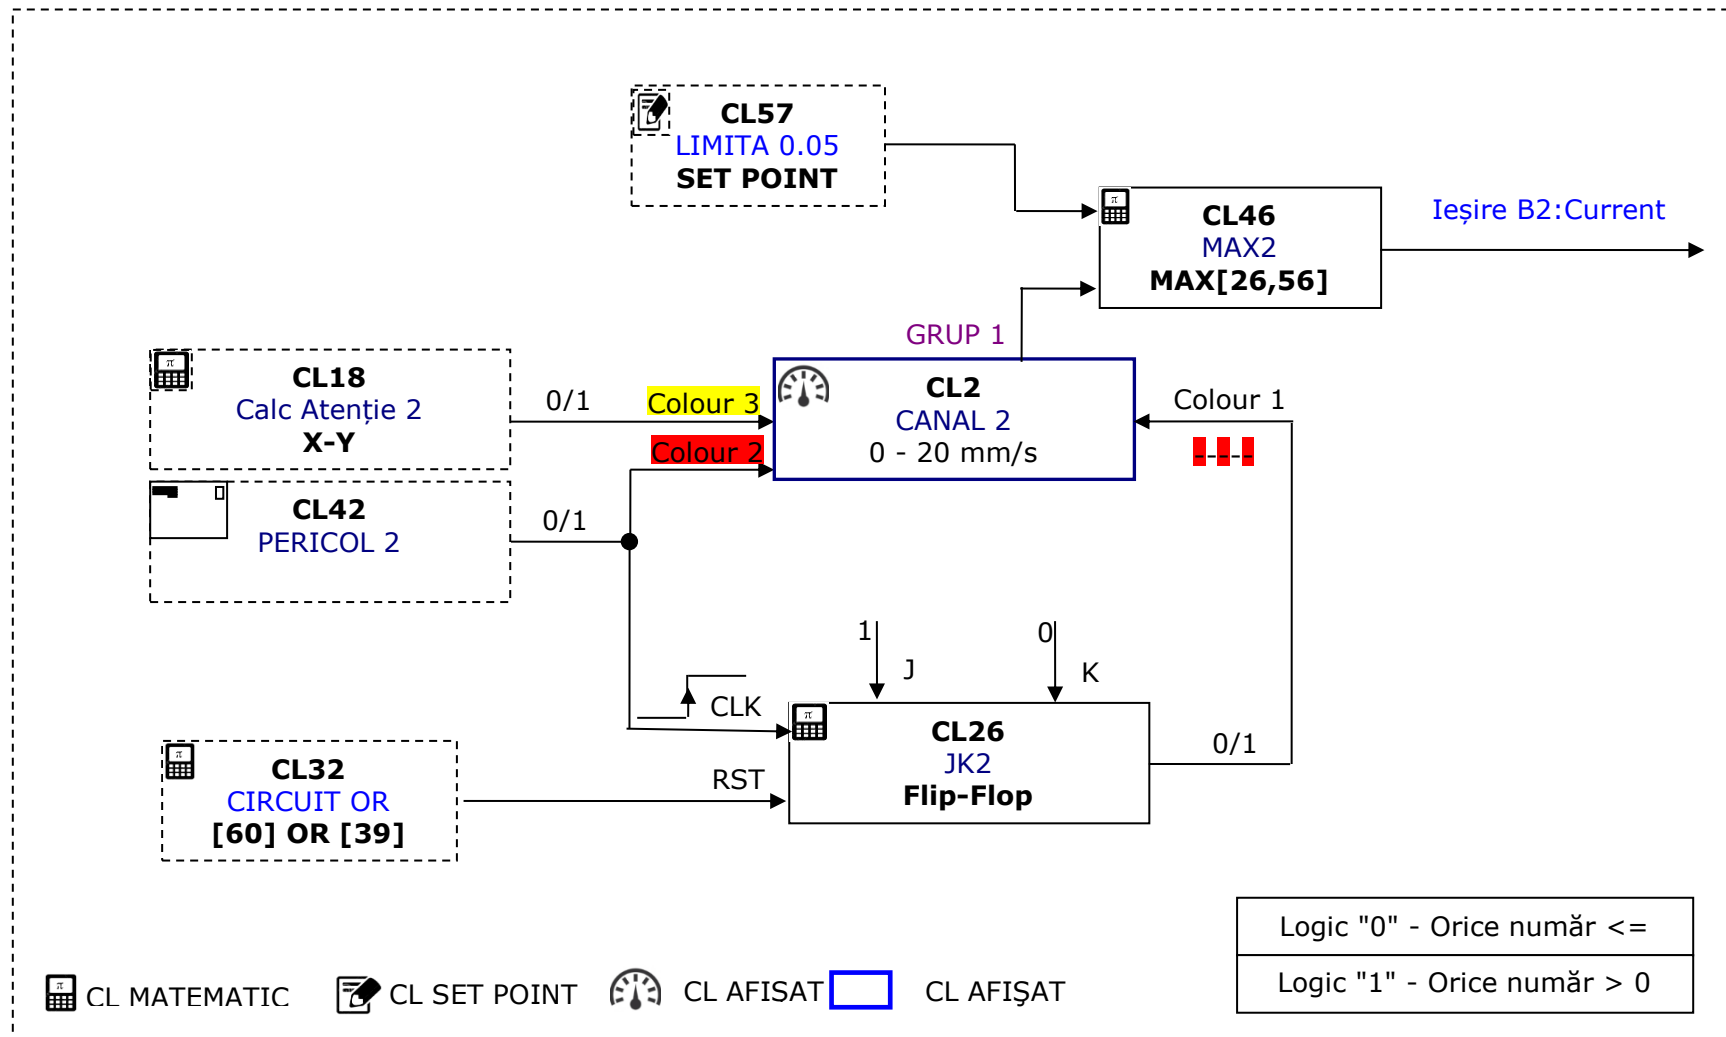 CL57
LIMITA 0.05
SET POINT
CL46
MAX2
MAX[26,56]
Ieșire B2:Current
GRUP 1
CL18
Calc Atenție 2
X-Y
0/1
Colour 3
CL2
CANAL 2
0 - 20 mm/s
Colour 1
Colour 2
-----
CL42
PERICOL 2
0/1
1
J
0
K
CLK
CL26
JK2
Flip-Flop
0/1
CL32
CIRCUIT OR
[60] OR [39]
RST
Logic "0" - Orice număr <=
Logic "1" - Orice număr > 0
CL MATEMATIC
CL SET POINT
CL AFISAT
CL AFIŞAT